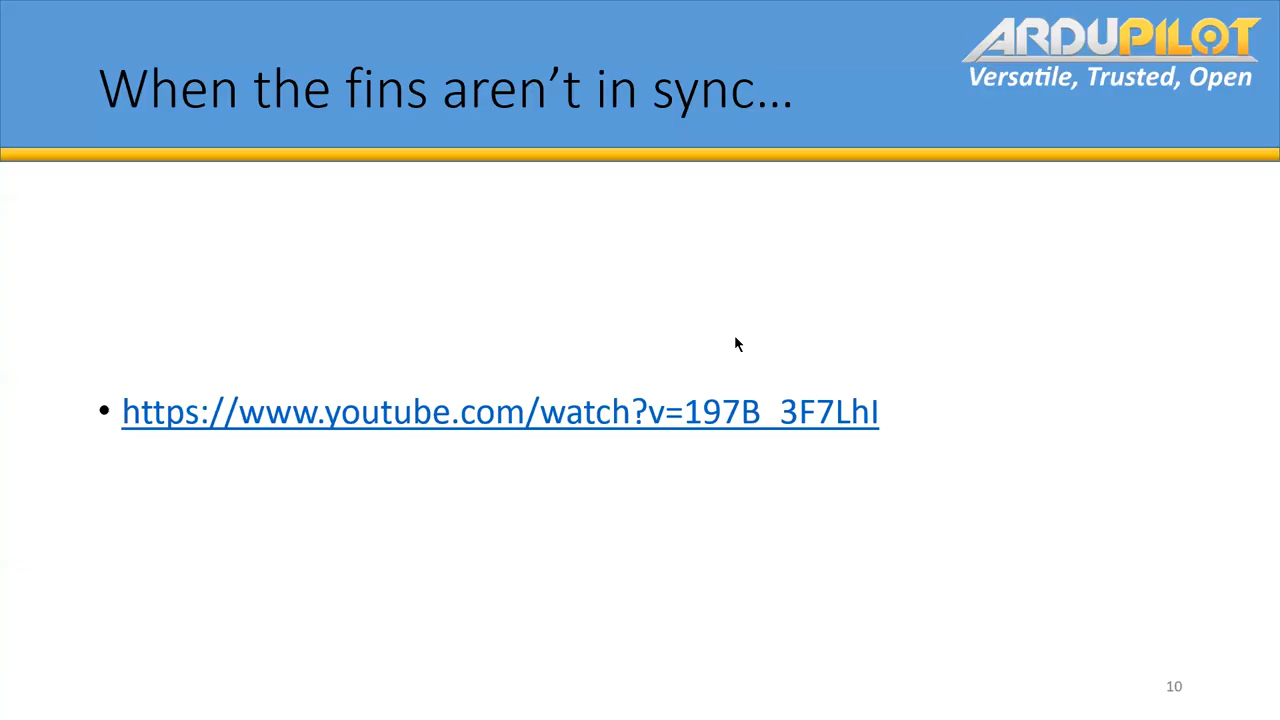 ARDUPILOT
Versatile, Trusted, Open
When the fins aren’t in sync…
• https://www.youtube.com/watch?v=197B_3F7LhI
10